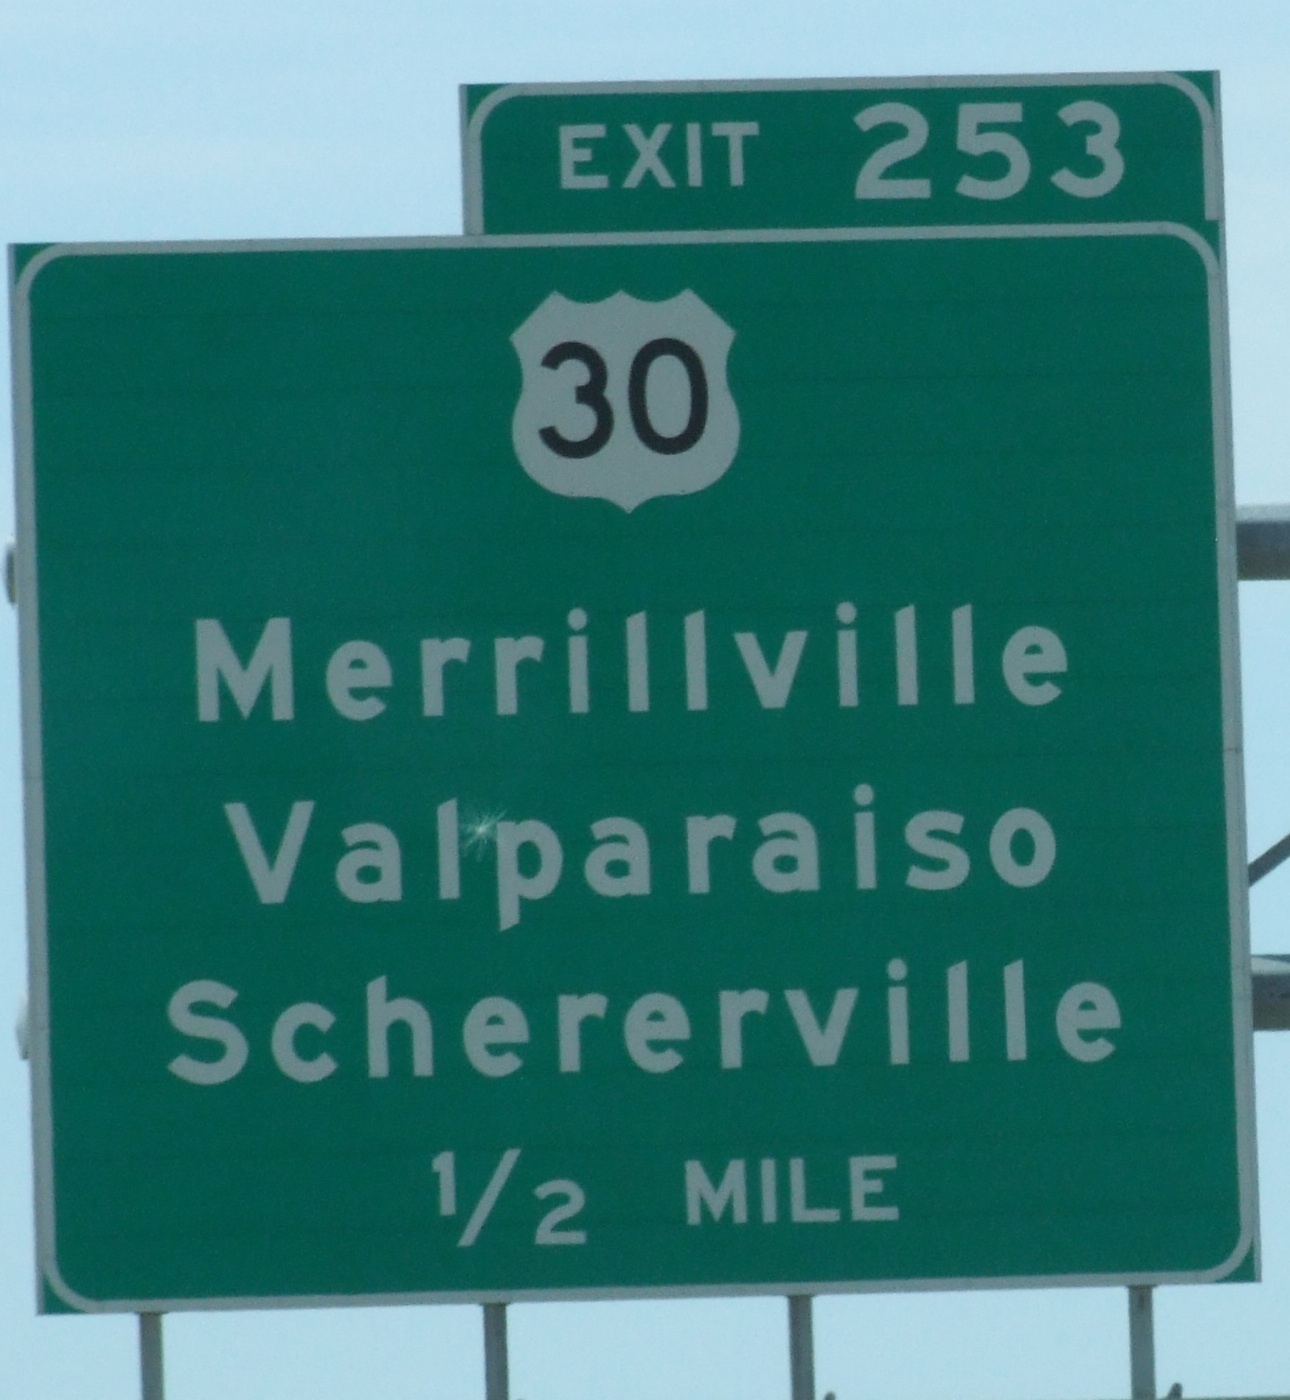 EXIT 253
30
Merrillville
Valparaiso
Schererville
1/2 MILE